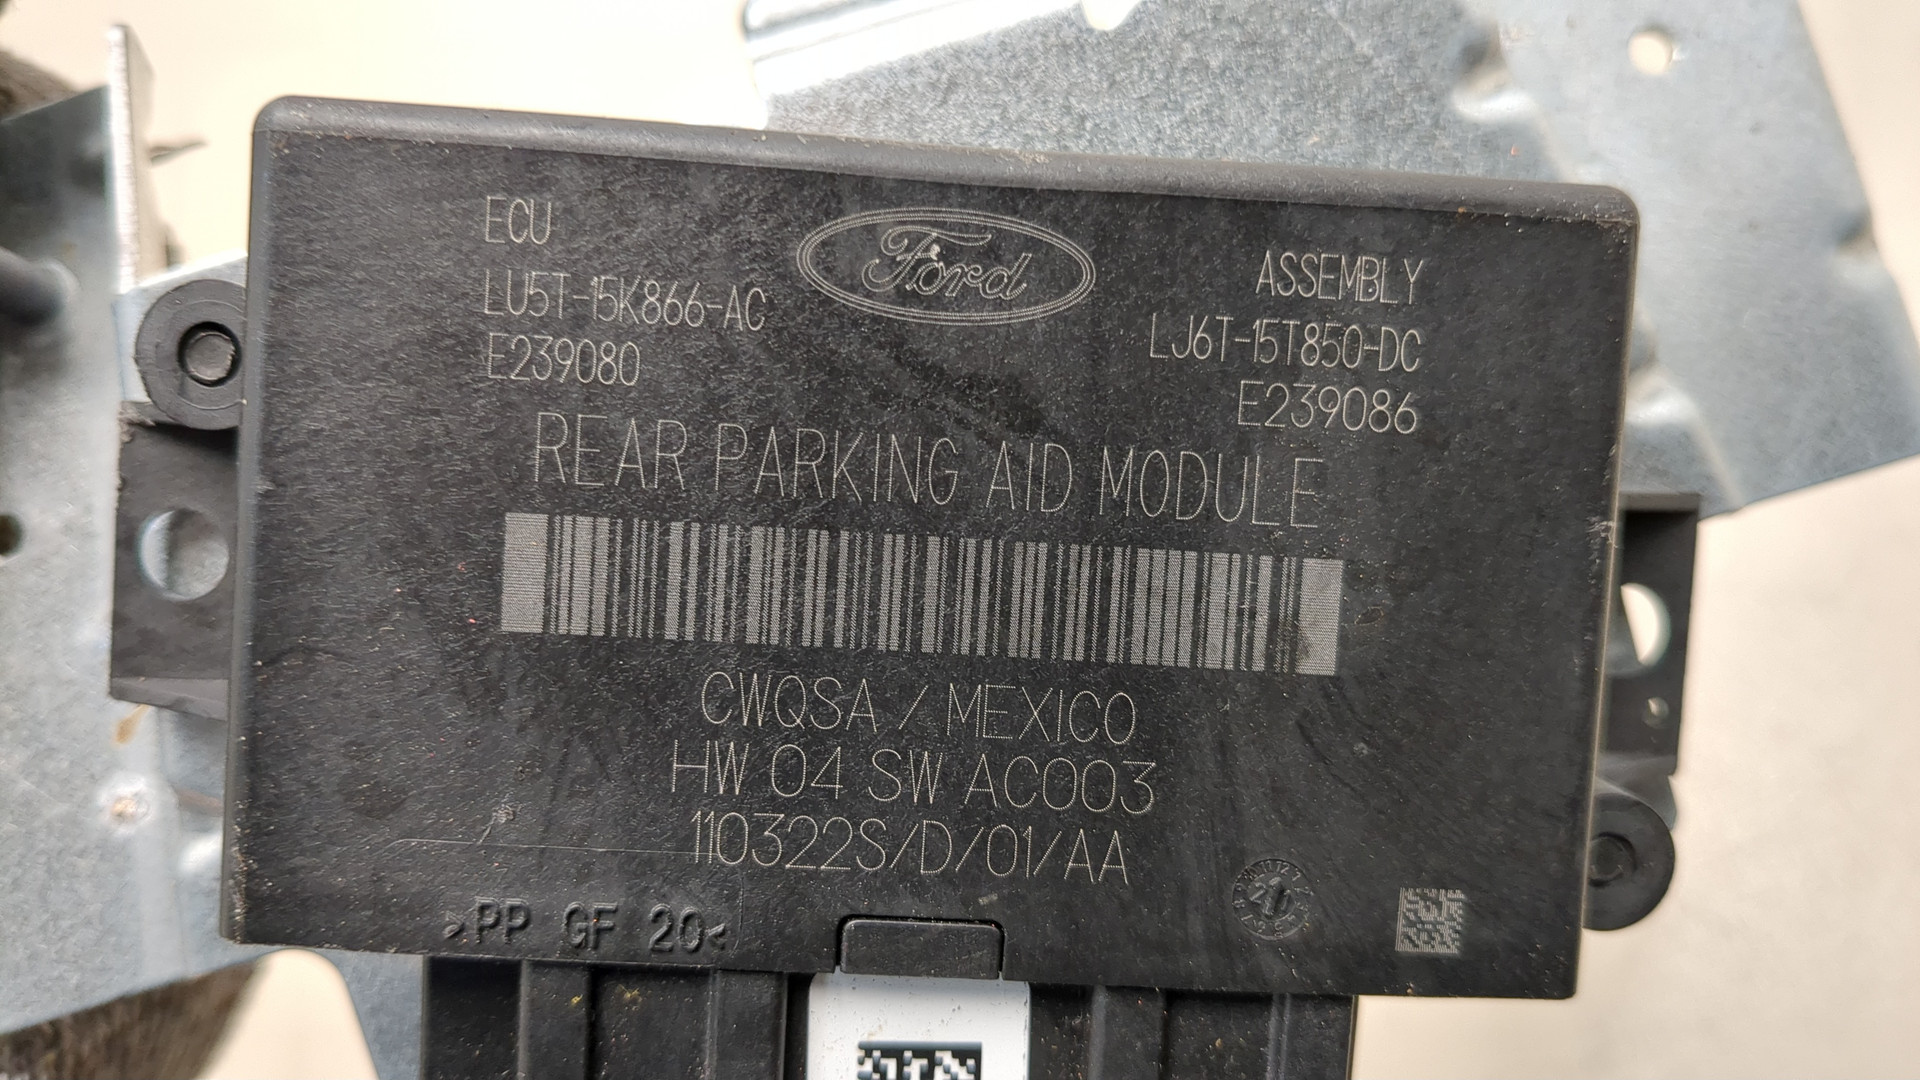 ECU
LU5T-15K866-AC
E239080
Ford
ASSEMBLY
LJ6T-15T850-DC
E239086
REAR PARKING AID MODULE
CWQSA / MEXICO
HW 04 SW AC003
110322S/D/01/AA
>PP GF 20<